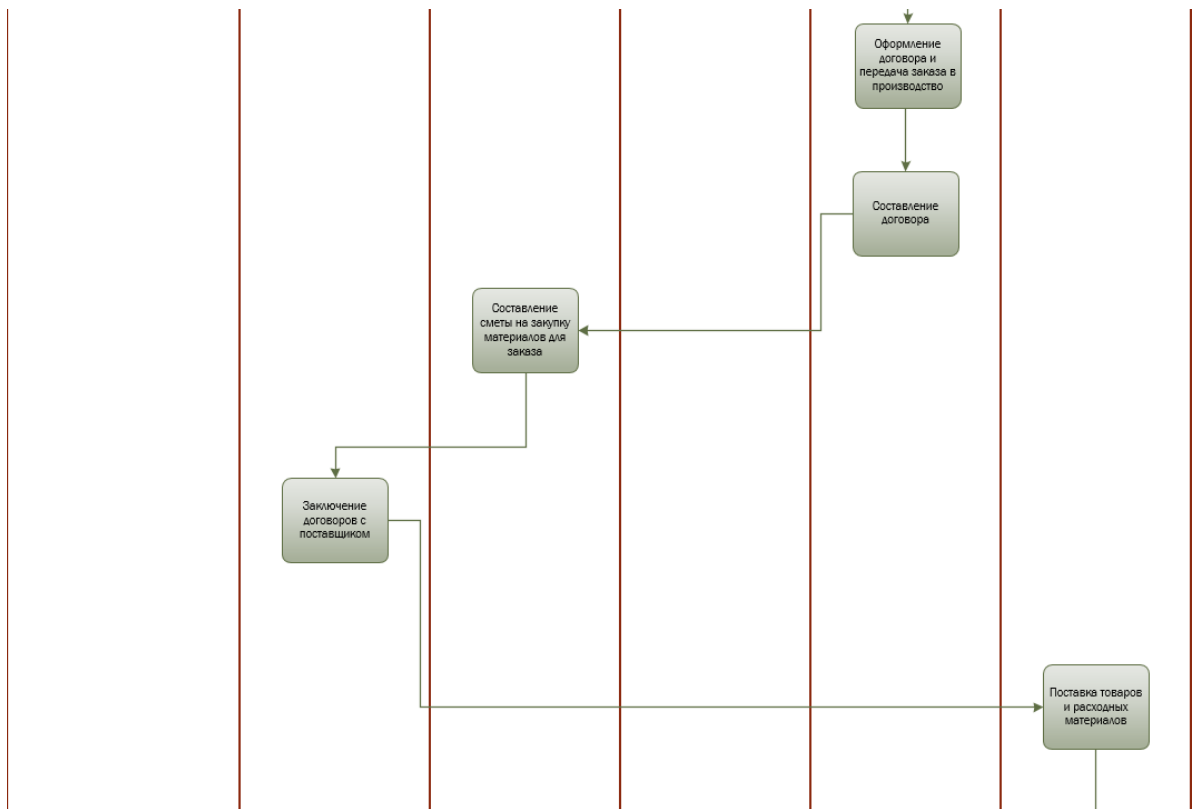 Оформление
договора и
передача заказа в
производство
Составление
договора
Составление
сметы на закупку
материалов для
заказа
Заключение
договоров с
поставщиком
Поставка товаров
и расходных
материалов